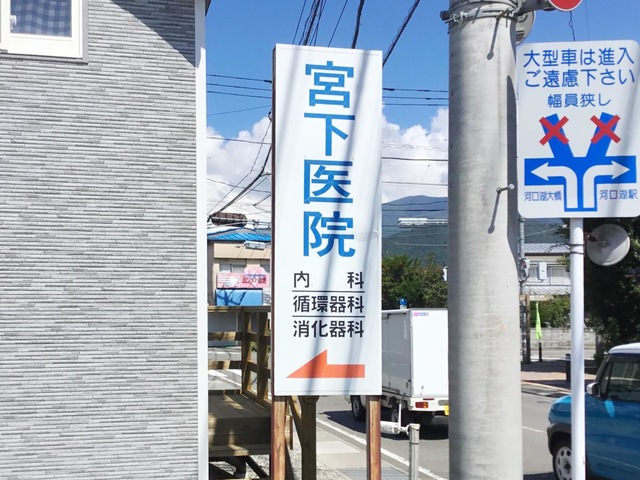 宮下医院
内科
循環器科
消化器科
大型車は進入
ご遠慮下さい
幅員狭し
河口湖大橋
河口湖駅